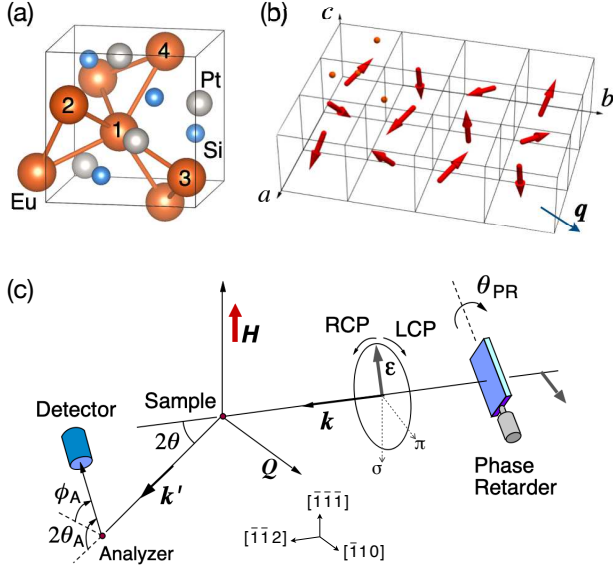 (a)
4
Pt
2
1
Si
3
Eu
(b)
c
b
a
q
(c)
θPR
RCP LCP
H
ε
Detector
Sample
k
2θ
π
σ
Q
Phase
Retarder
k'
ϕA
2θA
Analyzer
[1̄1̄1̄]
[1̄1̄2] [1̄10]